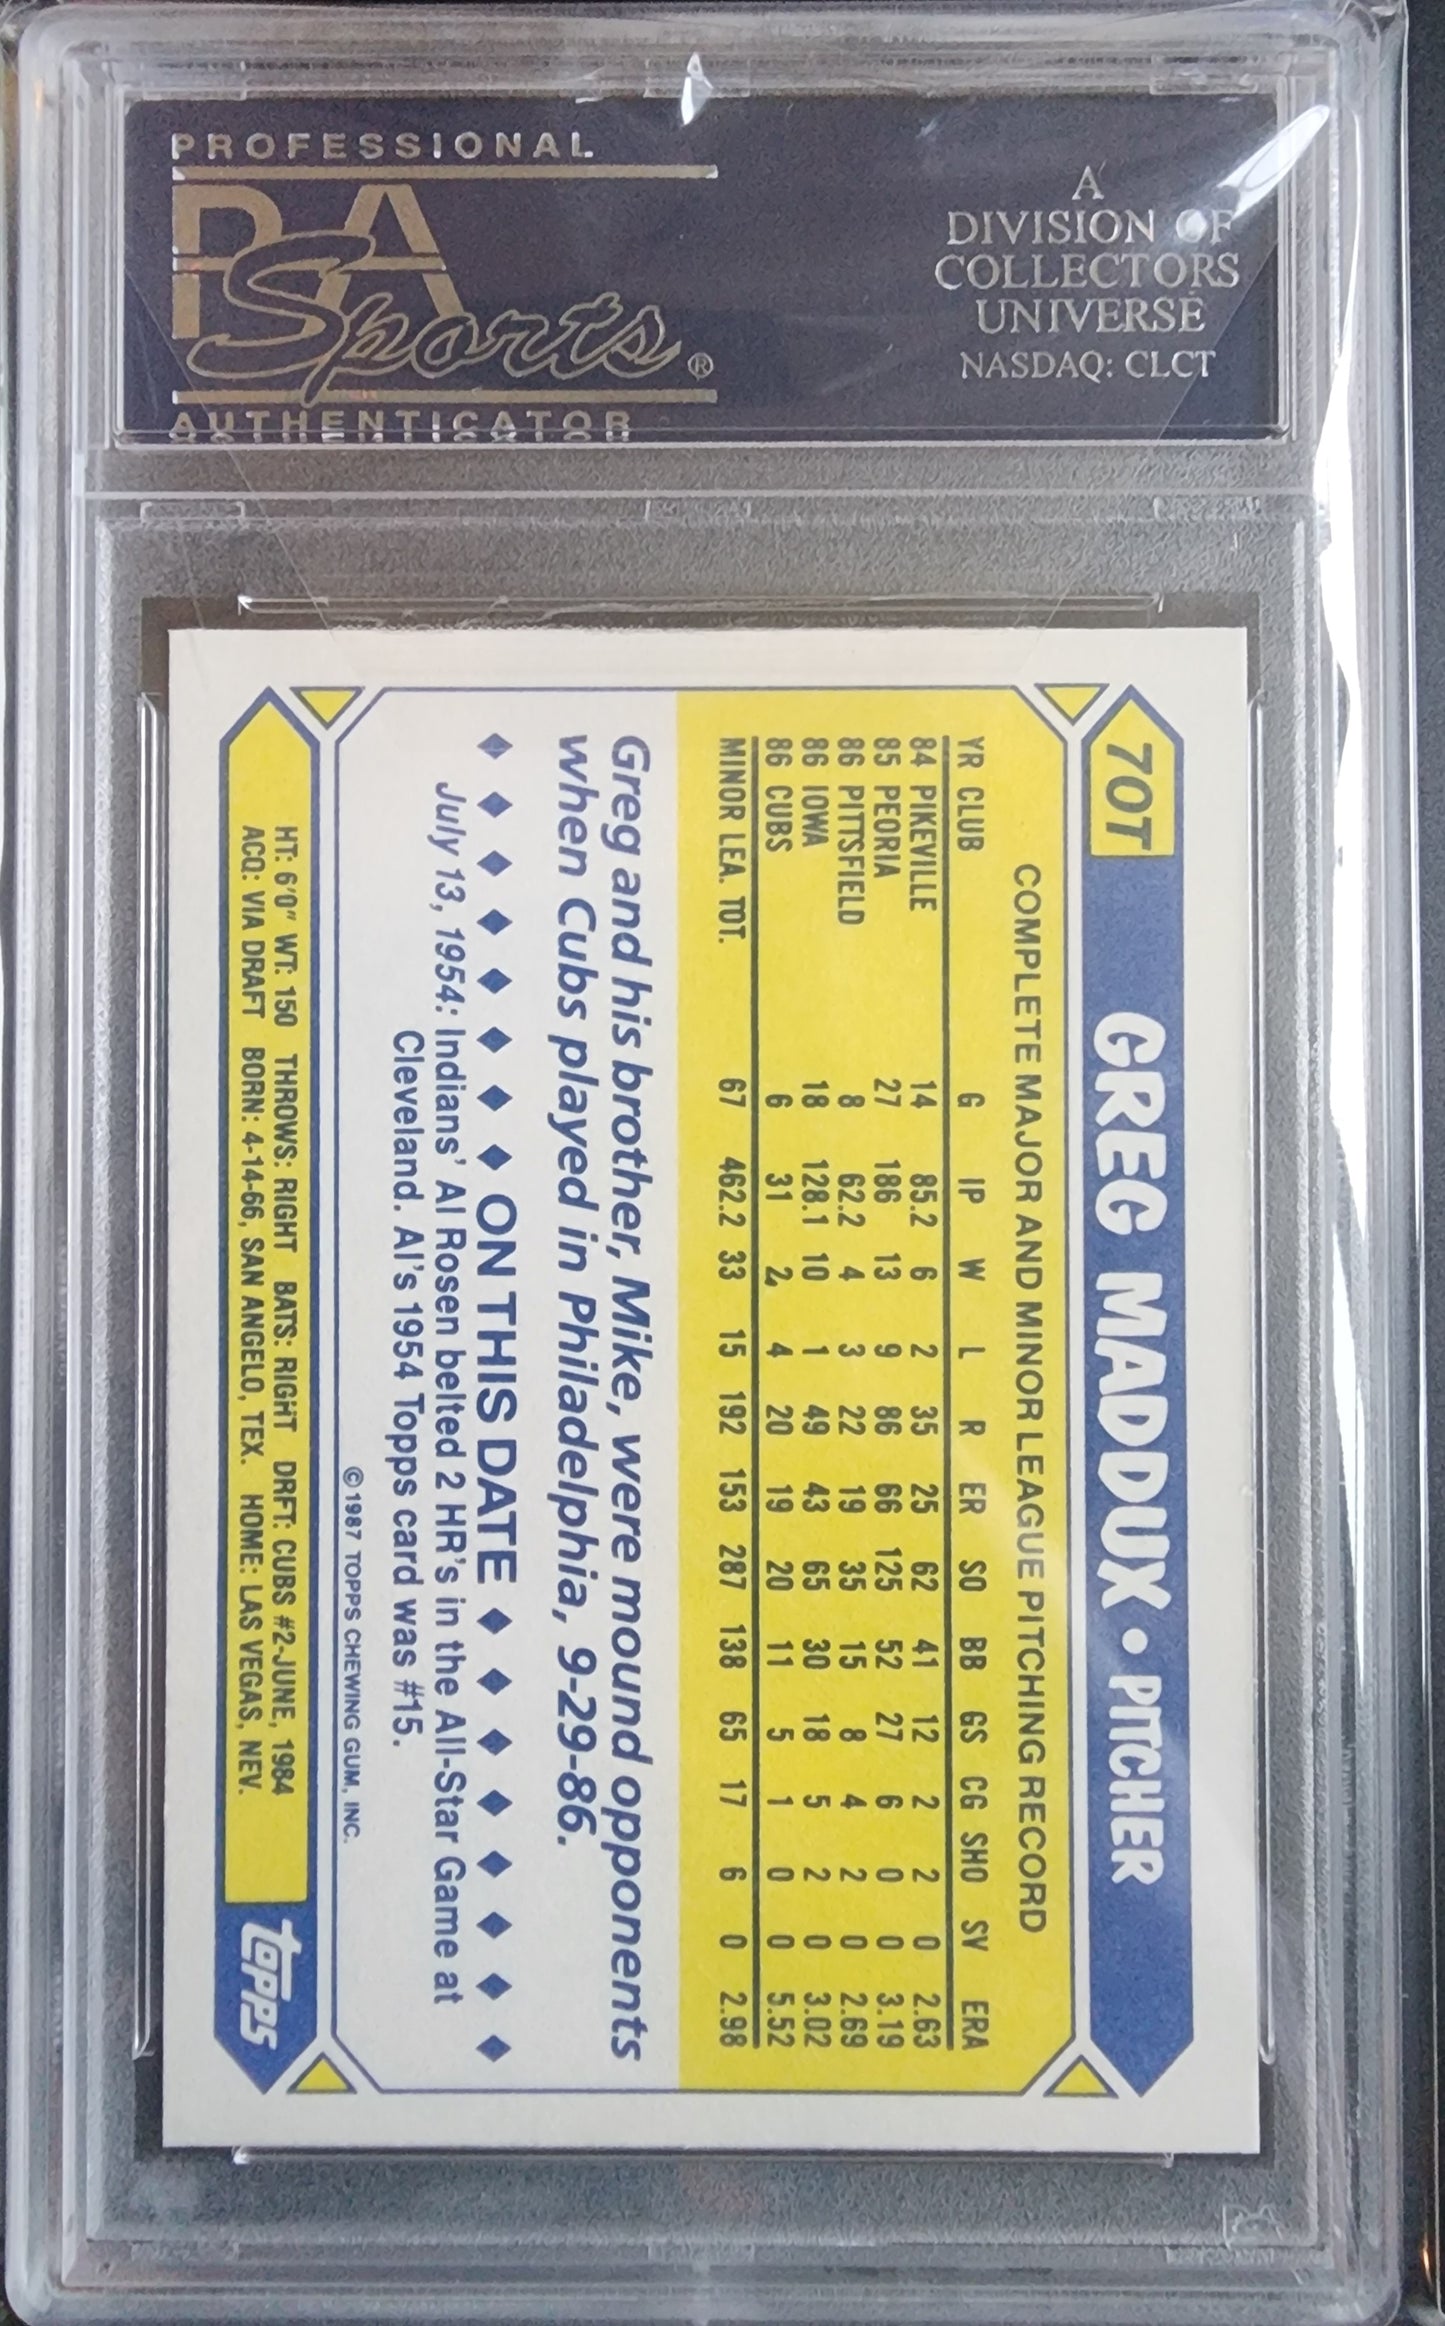 PROFESSIONAL
PSA
Sports®
AUTHENTICATOR
A
DIVISION OF
COLLECTORS
UNIVERSE
NASDAQ: CLCT
70T GREG MADDUX • PITCHER
COMPLETE MAJOR AND MINOR LEAGUE PITCHING RECORD
YR CLUB G IP W L R ER SO BB GS CG SHO SV ERA
84 PIKEVILLE 14 85.2 6 2 35 25 62 41 12 2 2 0 2.63
85 PEORIA 27 186 13 9 86 66 125 52 27 6 0 0 3.19
86 PITTSFIELD 8 62.2 4 3 22 19 35 15 8 4 2 0 2.69
86 IOWA 18 128.1 10 1 49 43 65 30 18 5 2 0 3.02
86 CUBS 6 31 2 4 20 19 20 11 5 1 0 0 5.52
MINOR LEA. TOT. 67 462.2 33 15 192 153 287 138 65 17 6 0 2.98
Greg and his brother, Mike, were mound opponents
when Cubs played in Philadelphia, 9-29-86.
◆ ◆ ◆ ◆ ◆ ◆ ◆ ◆ ON THIS DATE ◆ ◆ ◆ ◆ ◆ ◆ ◆ ◆
July 13, 1954: Indians' Al Rosen belted 2 HR's in the All-Star Game at
Cleveland. Al's 1954 Topps card was #15.
©1987 TOPPS CHEWING GUM, INC.
HT: 6'0" WT: 150 THROWS: RIGHT BATS: RIGHT DRFT: CUBS #2-JUNE, 1984
ACQ: VIA DRAFT BORN: 4-14-66, SAN ANGELO, TEX. HOME: LAS VEGAS, NEV.
topps